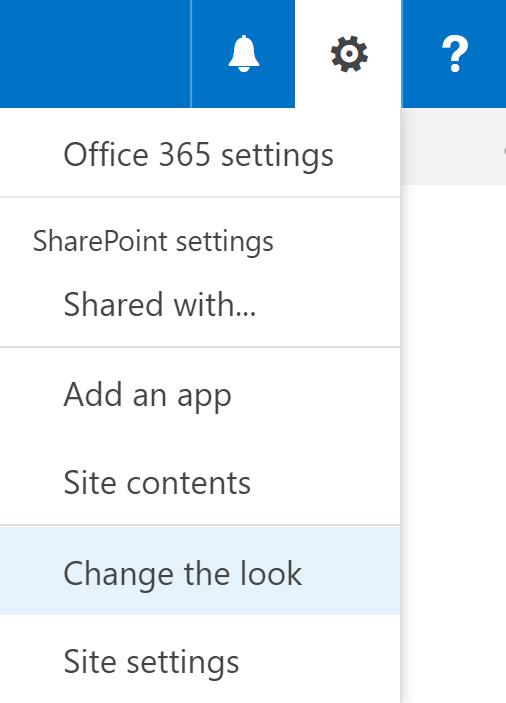 ?
Office 365 settings
SharePoint settings
Shared with...
Add an app
Site contents
Change the look
Site settings